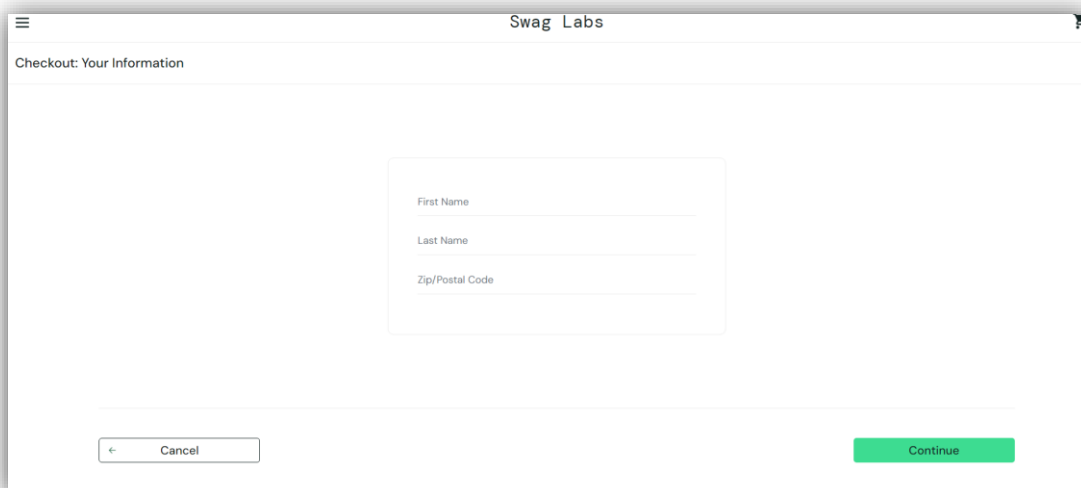 Swag Labs
Checkout: Your Information
First Name
Last Name
Zip/Postal Code
Cancel
Continue